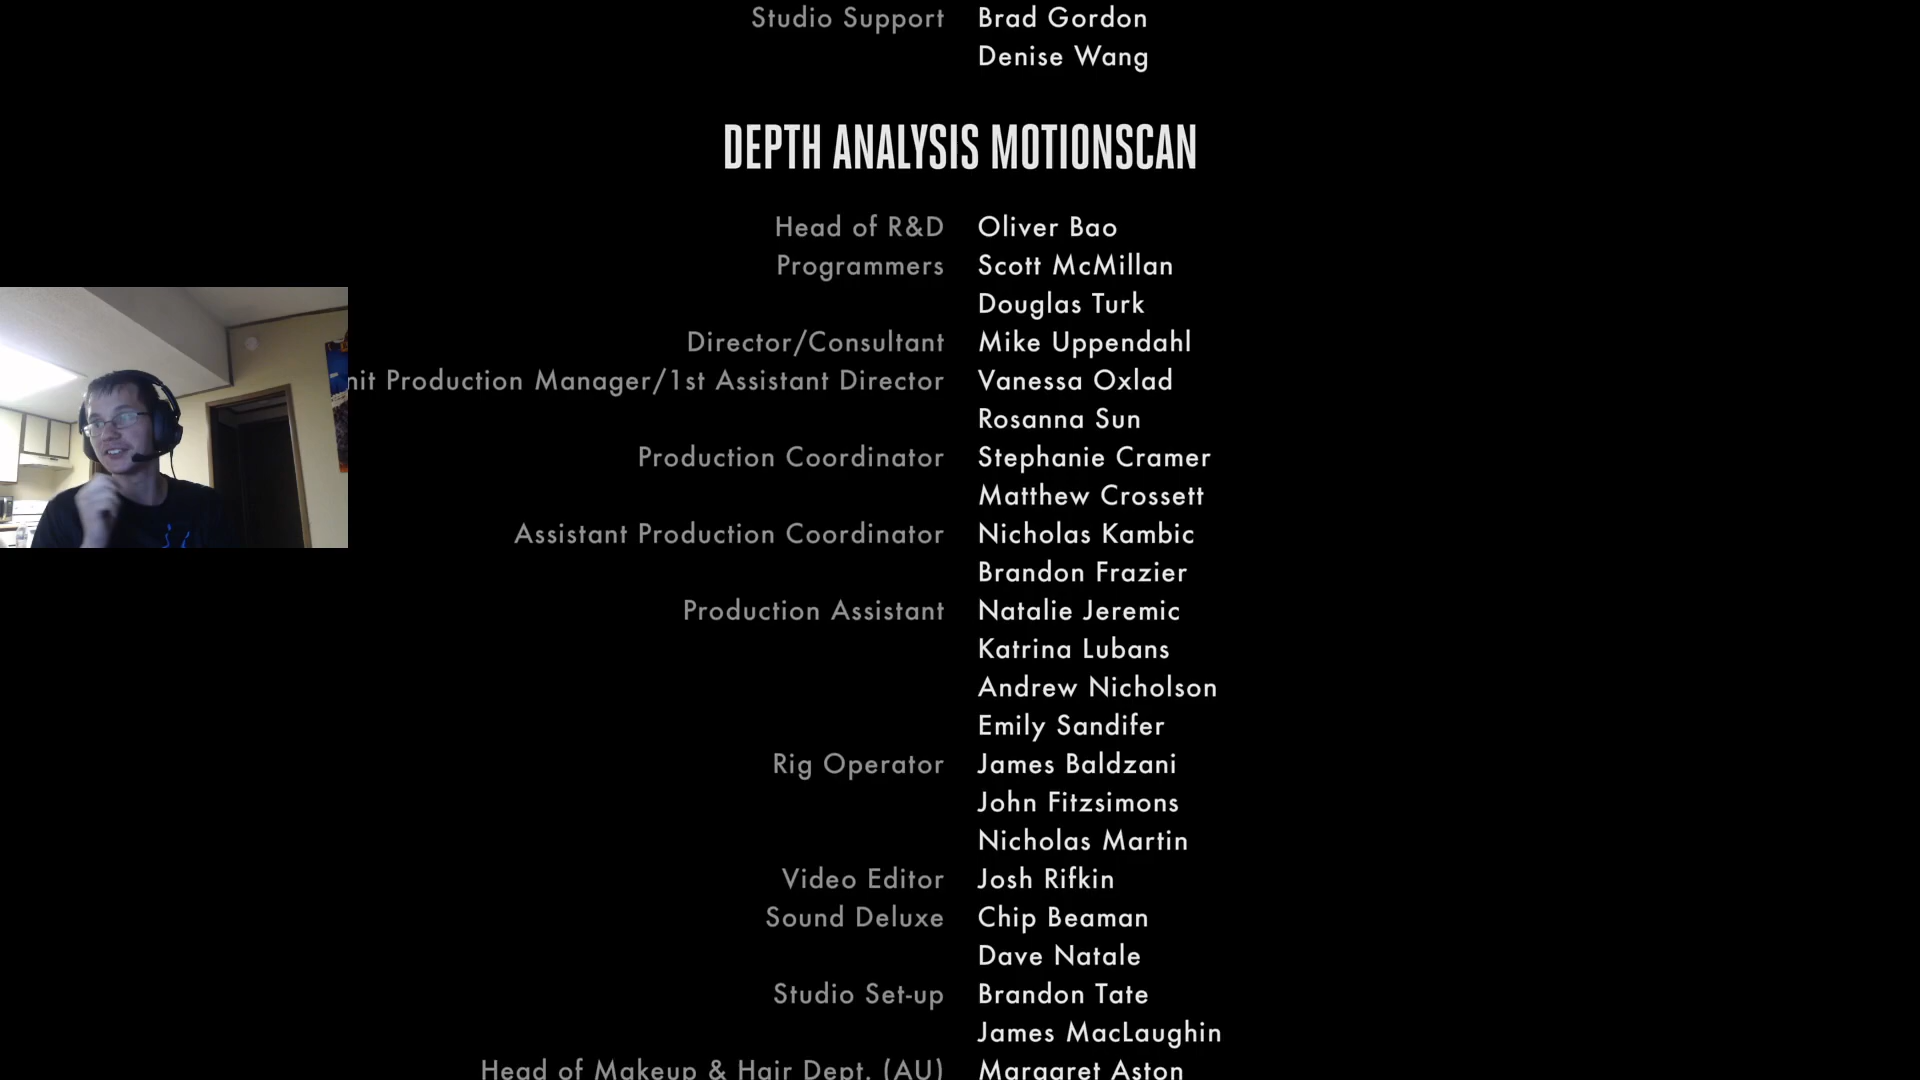 Studio Support Brad Gordon
Denise Wang
DEPTH ANALYSIS MOTIONSCAN
Head of R&D Oliver Bao
Programmers Scott McMillan
Douglas Turk
Director/Consultant Mike Uppendahl
nit Production Manager/1st Assistant Director Vanessa Oxlad
Rosanna Sun
Production Coordinator Stephanie Cramer
Matthew Crossett
Assistant Production Coordinator Nicholas Kambic
Brandon Frazier
Production Assistant Natalie Jeremic
Katrina Lubans
Andrew Nicholson
Emily Sandifer
Rig Operator James Baldzani
John Fitzsimons
Nicholas Martin
Video Editor Josh Rifkin
Sound Deluxe Chip Beaman
Dave Natale
Studio Set-up Brandon Tate
James MacLaughin
Head of Makeup & Hair Dept. (AU) Margaret Aston